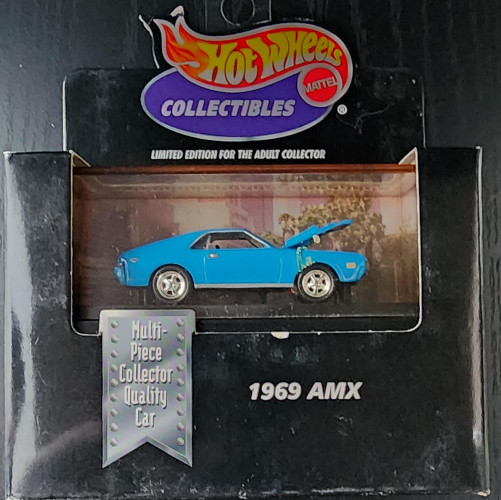 HOT WHEELS
MATTEL
COLLECTIBLES ®
LIMITED EDITION FOR THE ADULT COLLECTOR
Multi-
Piece
Collector
Quality
Car
1969 AMX